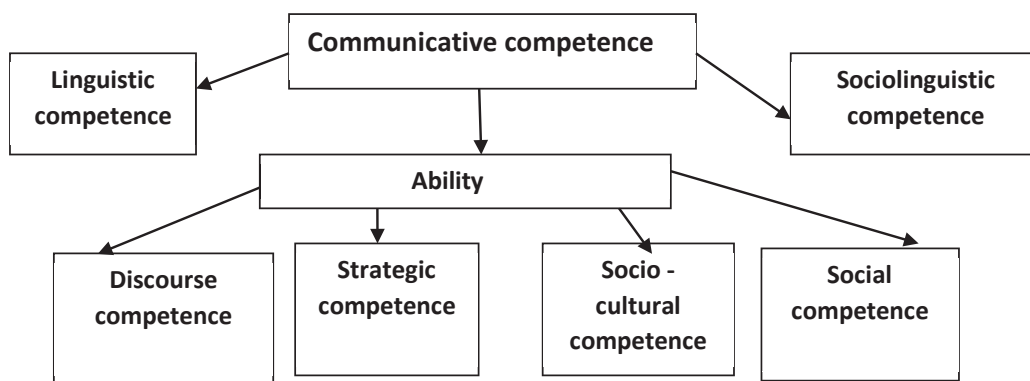 Communicative competence
Linguistic
competence
Sociolinguistic
competence
Ability
Discourse
competence
Strategic
competence
Socio -
cultural
competence
Social
competence